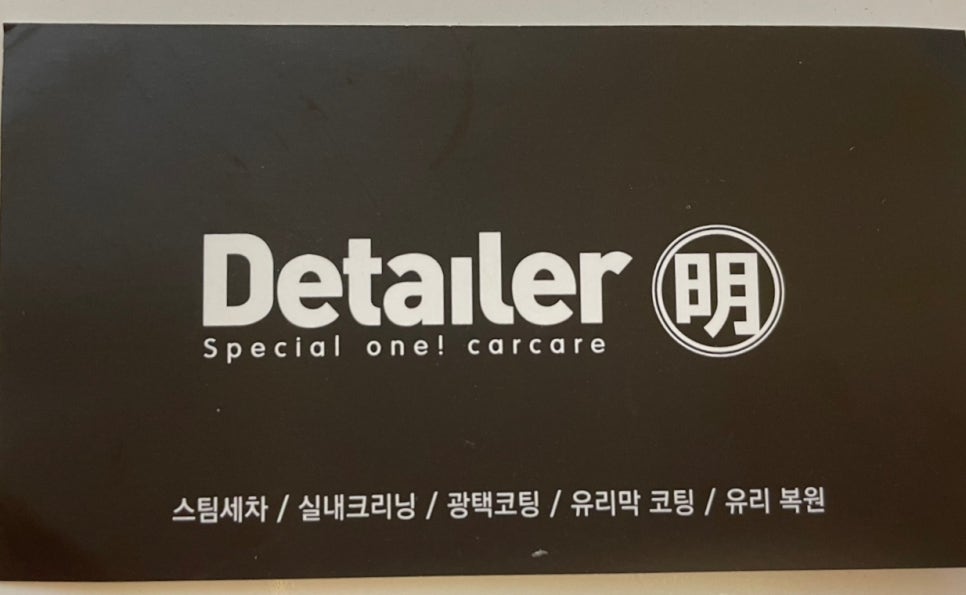 Detailer 明
Special one! carcare
스팀세차 / 실내크리닝 / 광택코팅 / 유리막 코팅 / 유리 복원